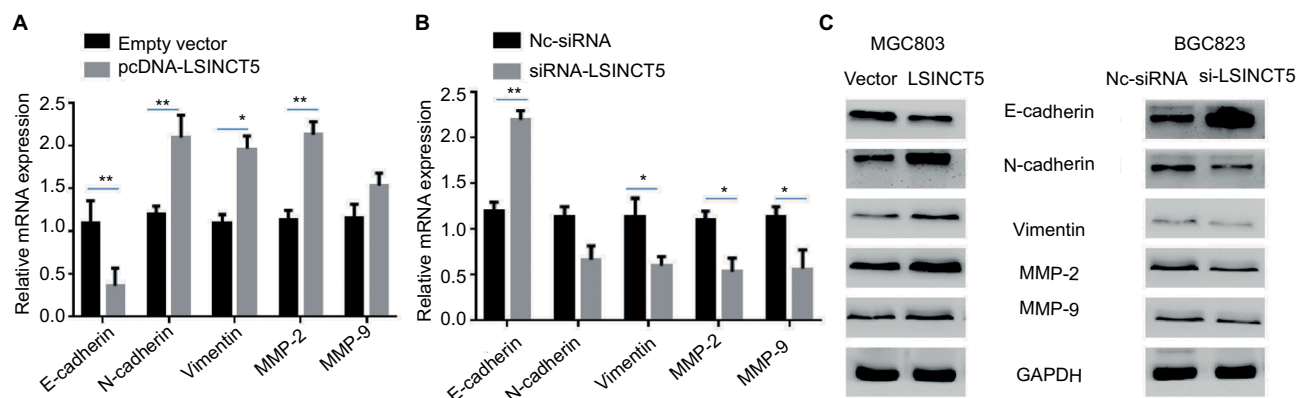 A
Empty vector
pcDNA-LSINCT5
Relative mRNA expression
2.5
2.0
1.5
1.0
0.5
0.0
**
**
*
**
E-cadherin
N-cadherin
Vimentin
MMP-2
MMP-9
B
Nc-siRNA
siRNA-LSINCT5
Relative mRNA expression
2.5
2.0
1.2
1.0
0.5
0.0
**
*
*
*
E-cadherin
N-cadherin
Vimentin
MMP-2
MMP-9
C
MGC803
BGC823
Vector LSINCT5
Nc-siRNA si-LSINCT5
E-cadherin
N-cadherin
Vimentin
MMP-2
MMP-9
GAPDH